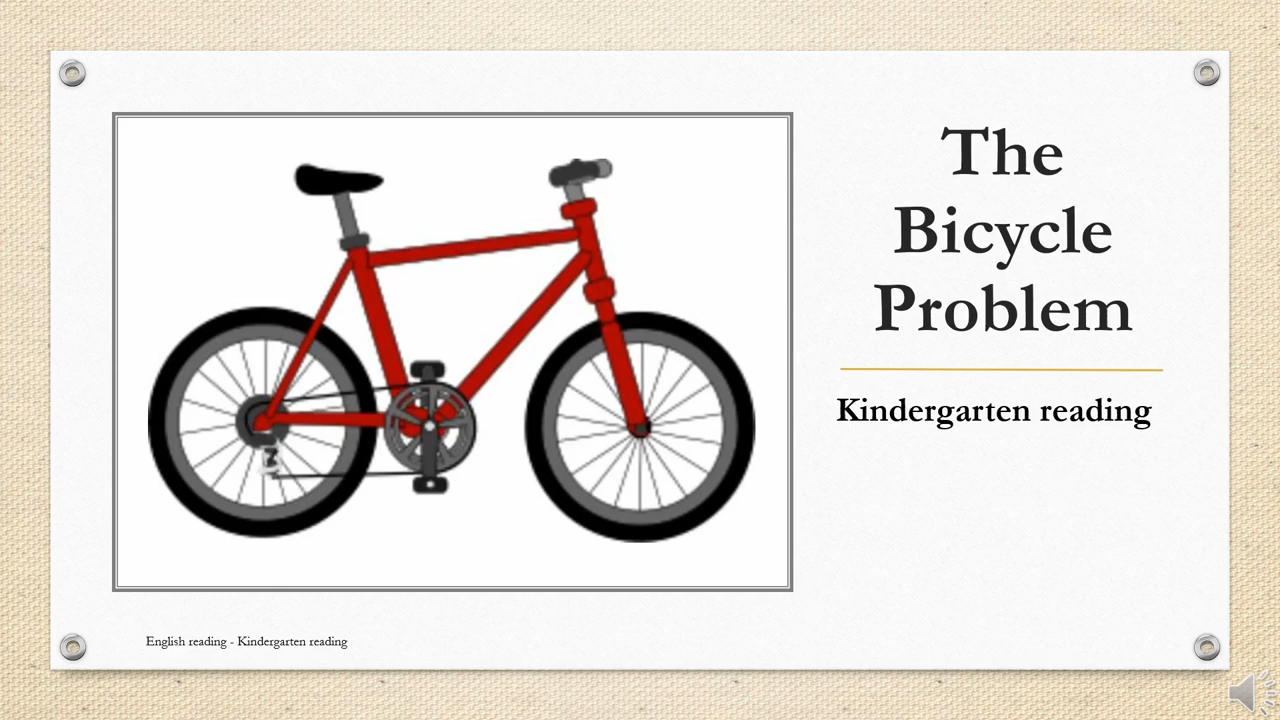 The
Bicycle
Problem
Kindergarten reading
English reading - Kindergarten reading